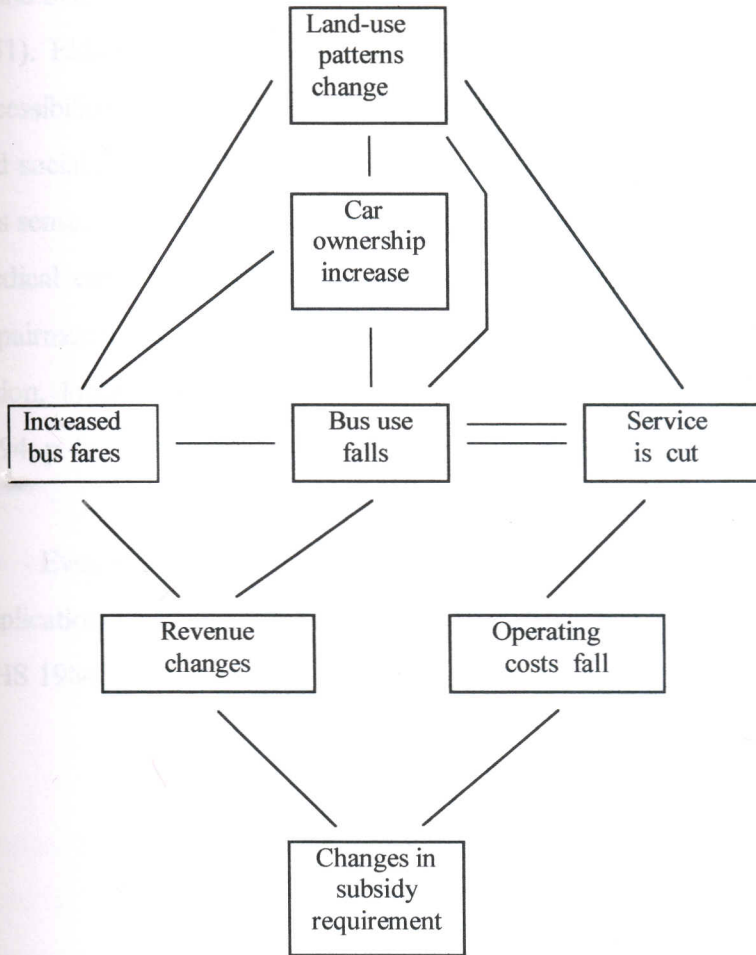 Land-use
patterns
change
Car
ownership
increase
Increased
bus fares
Bus use
falls
Service
is cut
Revenue
changes
Operating
costs fall
Changes in
subsidy
requirement